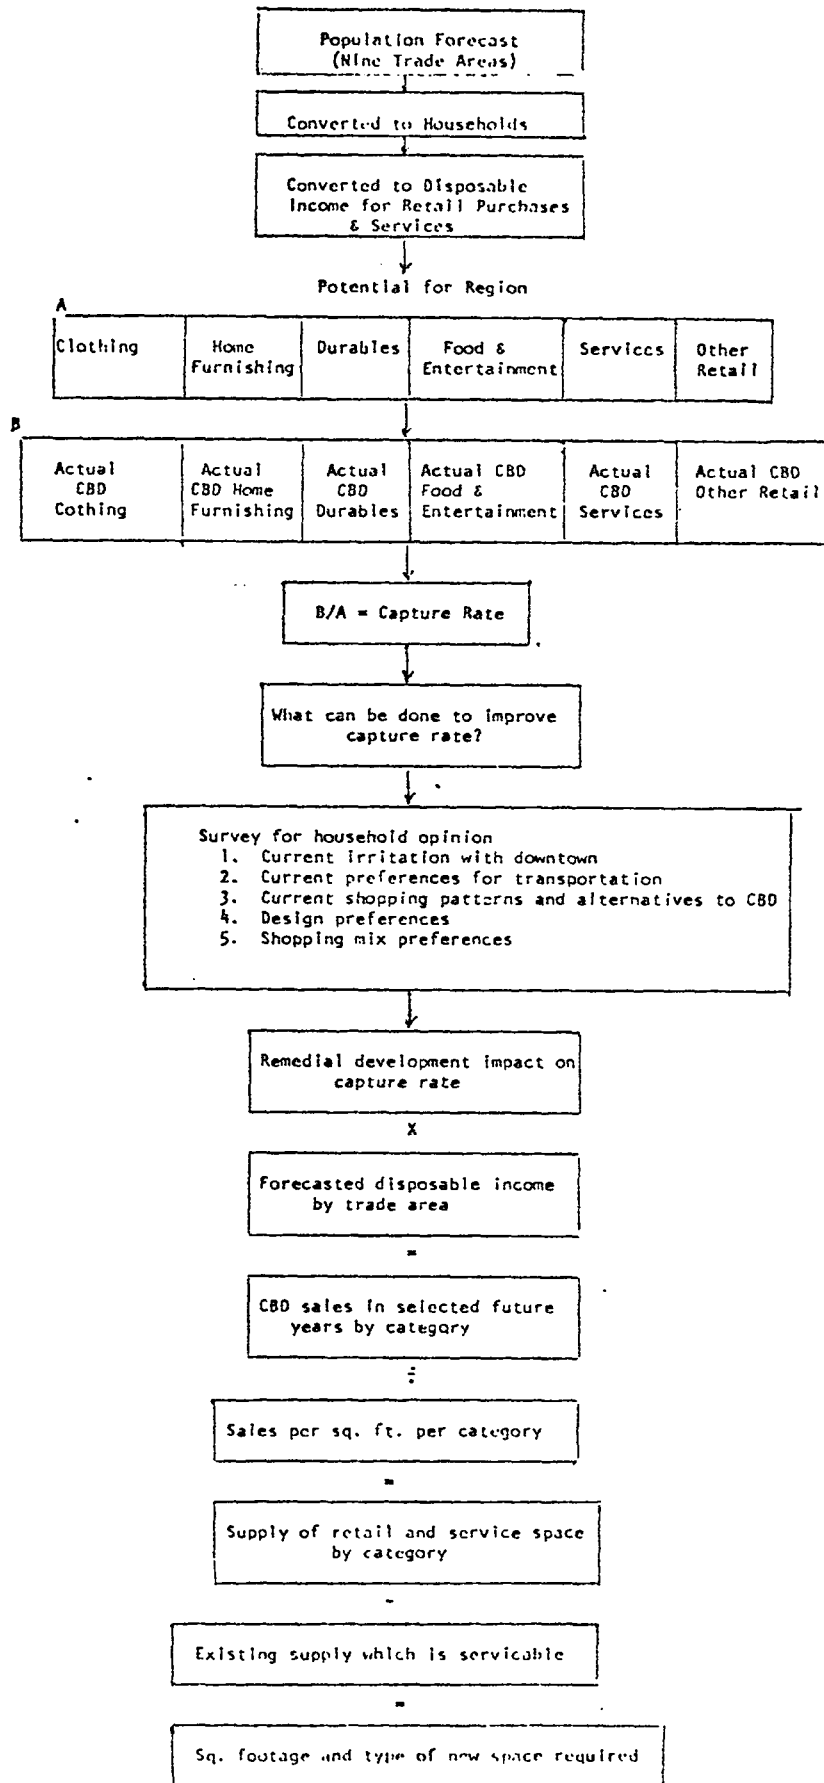 Population Forecast
(Nine Trade Areas)
Converted to Households
Converted to Disposable
Income for Retail Purchases
& Services
Potential for Region
A
Clothing
Home
Furnishing
Durables
Food &
Entertainment
Services
Other
Retail
B
Actual
CBD
Cothing
Actual
CBD Home
Furnishing
Actual
CBD
Durables
Actual CBD
Food &
Entertainment
Actual
CBD
Services
Actual CBD
Other Retail
B/A = Capture Rate
What can be done to improve
capture rate?
Survey for household opinion
1. Current irritation with downtown
2. Current preferences for transportation
3. Current shopping patterns and alternatives to CBD
4. Design preferences
5. Shopping mix preferences
Remedial development impact on
capture rate
X
Forecasted disposable income
by trade area
=
CBD sales in selected future
years by category
÷
Sales per sq. ft. per category
=
Supply of retail and service space
by category
-
Existing supply which is servicable
=
Sq. footage and type of new space required